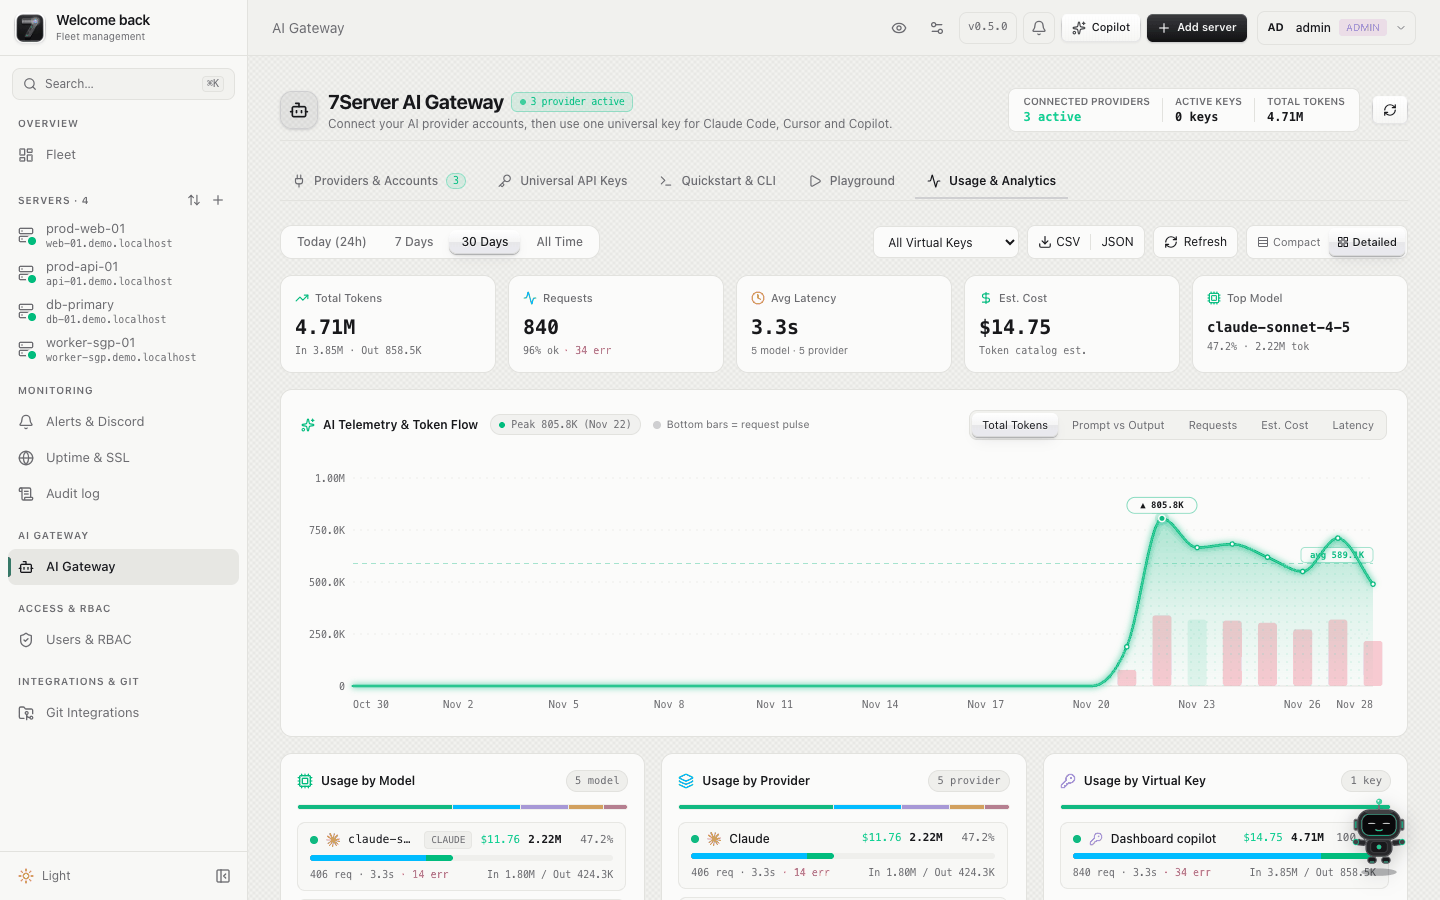 Welcome back
Fleet management
Search...
⌘K
OVERVIEW
Fleet
SERVERS · 4
prod-web-01
web-01.demo.localhost
prod-api-01
api-01.demo.localhost
db-primary
db-01.demo.localhost
worker-sgp-01
worker-sgp.demo.localhost
MONITORING
Alerts & Discord
Uptime & SSL
Audit log
AI GATEWAY
AI Gateway
ACCESS & RBAC
Users & RBAC
INTEGRATIONS & GIT
Git Integrations
Light
AI Gateway
v0.5.0
Copilot
Add server
AD admin ADMIN
7Server AI Gateway
3 provider active
Connect your AI provider accounts, then use one universal key for Claude Code, Cursor and Copilot.
CONNECTED PROVIDERS
3 active
ACTIVE KEYS
0 keys
TOTAL TOKENS
4.71M
Providers & Accounts 3
Universal API Keys
Quickstart & CLI
Playground
Usage & Analytics
Today (24h) 7 Days 30 Days All Time
All Virtual Keys
CSV JSON
Refresh
Compact Detailed
Total Tokens
4.71M
In 3.85M · Out 858.5K
Requests
840
96% ok · 34 err
Avg Latency
3.3s
5 model · 5 provider
Est. Cost
$14.75
Token catalog est.
Top Model
claude-sonnet-4-5
47.2% · 2.22M tok
AI Telemetry & Token Flow
Peak 805.8K (Nov 22)
Bottom bars = request pulse
Total Tokens Prompt vs Output Requests Est. Cost Latency
1.00M
750.0K
500.0K
250.0K
0
▲ 805.8K
Oct 30 Nov 2 Nov 5 Nov 8 Nov 11 Nov 14 Nov 17 Nov 20 Nov 23 Nov 26 Nov 28
Usage by Model
5 model
claude-s… CLAUDE $11.76 2.22M 47.2%
406 req · 3.3s · 14 err In 1.80M / Out 424.3K
Usage by Provider
5 provider
Claude $11.76 2.22M 47.2%
406 req · 3.3s · 14 err In 1.80M / Out 424.3K
Usage by Virtual Key
1 key
Dashboard copilot $14.75 4.71M
840 req · 3.3s · 34 err In 3.85M / Out 858.5K